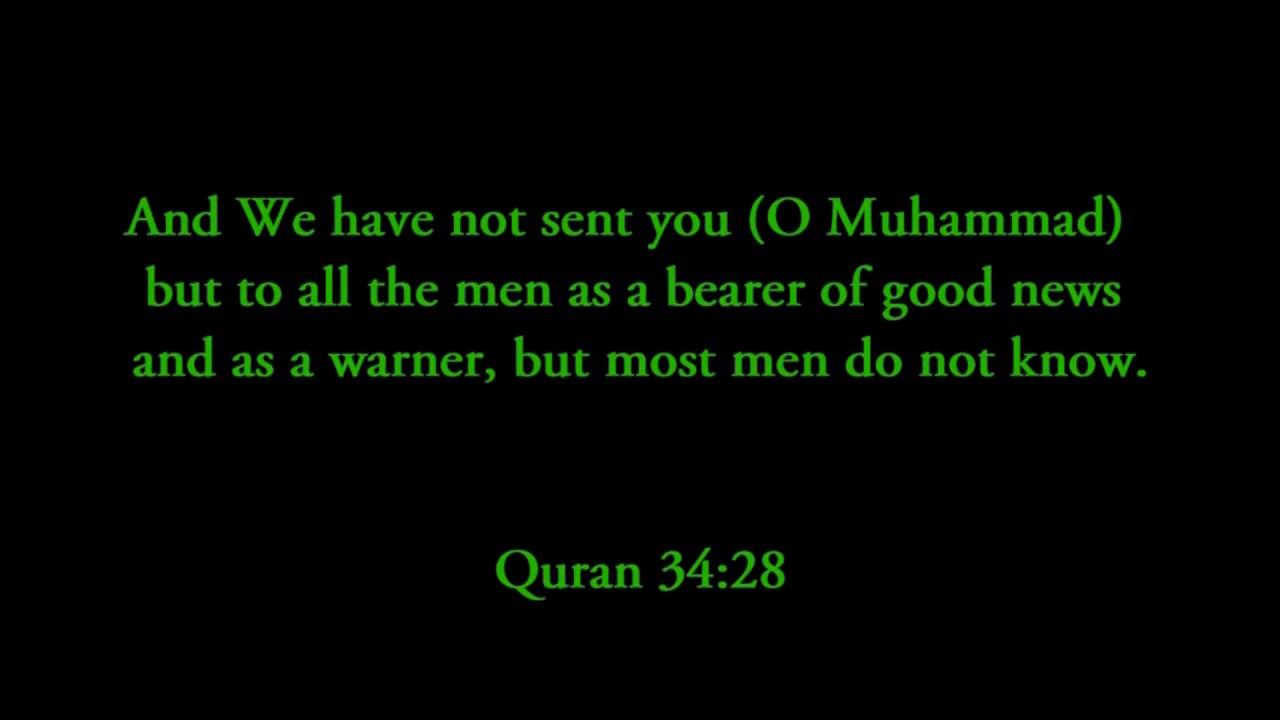 And We have not sent you (O Muhammad)
but to all the men as a bearer of good news
and as a warner, but most men do not know.
Quran 34:28